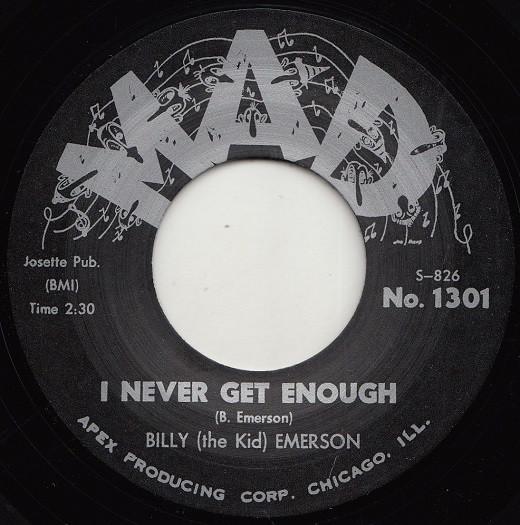 MAD
Josette Pub.
(BMI)
Time 2:30
S-826
No. 1301
I NEVER GET ENOUGH
(B. Emerson)
BILLY (the Kid) EMERSON
APEX PRODUCING CORP. CHICAGO, ILL.